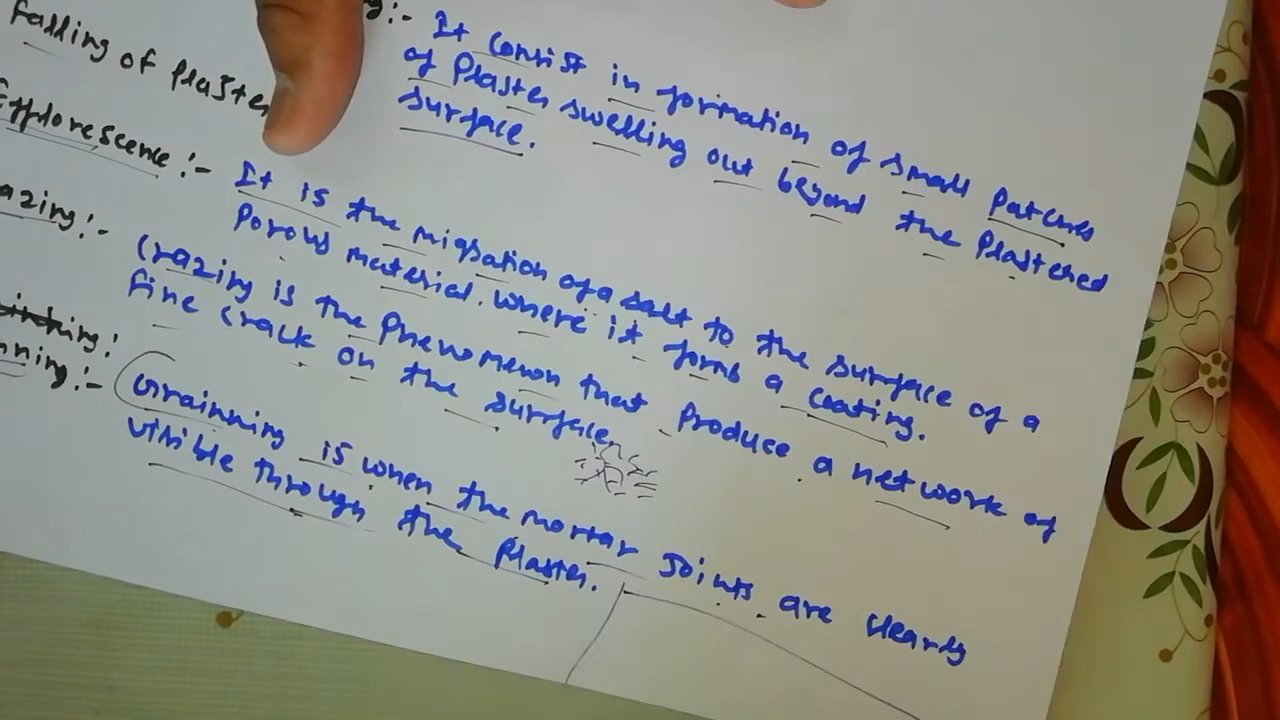 g:- It consist in formation of small patches
of plaster swelling out beyond the plastered
surface.
Falling of plaster
Efflorescence:- It is the migration of a salt to the surface of a
porous material. where it forms a coating.
azing:- Crazing is the phenomenon that produce a network of
fine crack on the surface.
nning:- Grainning is when the mortar joints are clearly
visible through the plaster.